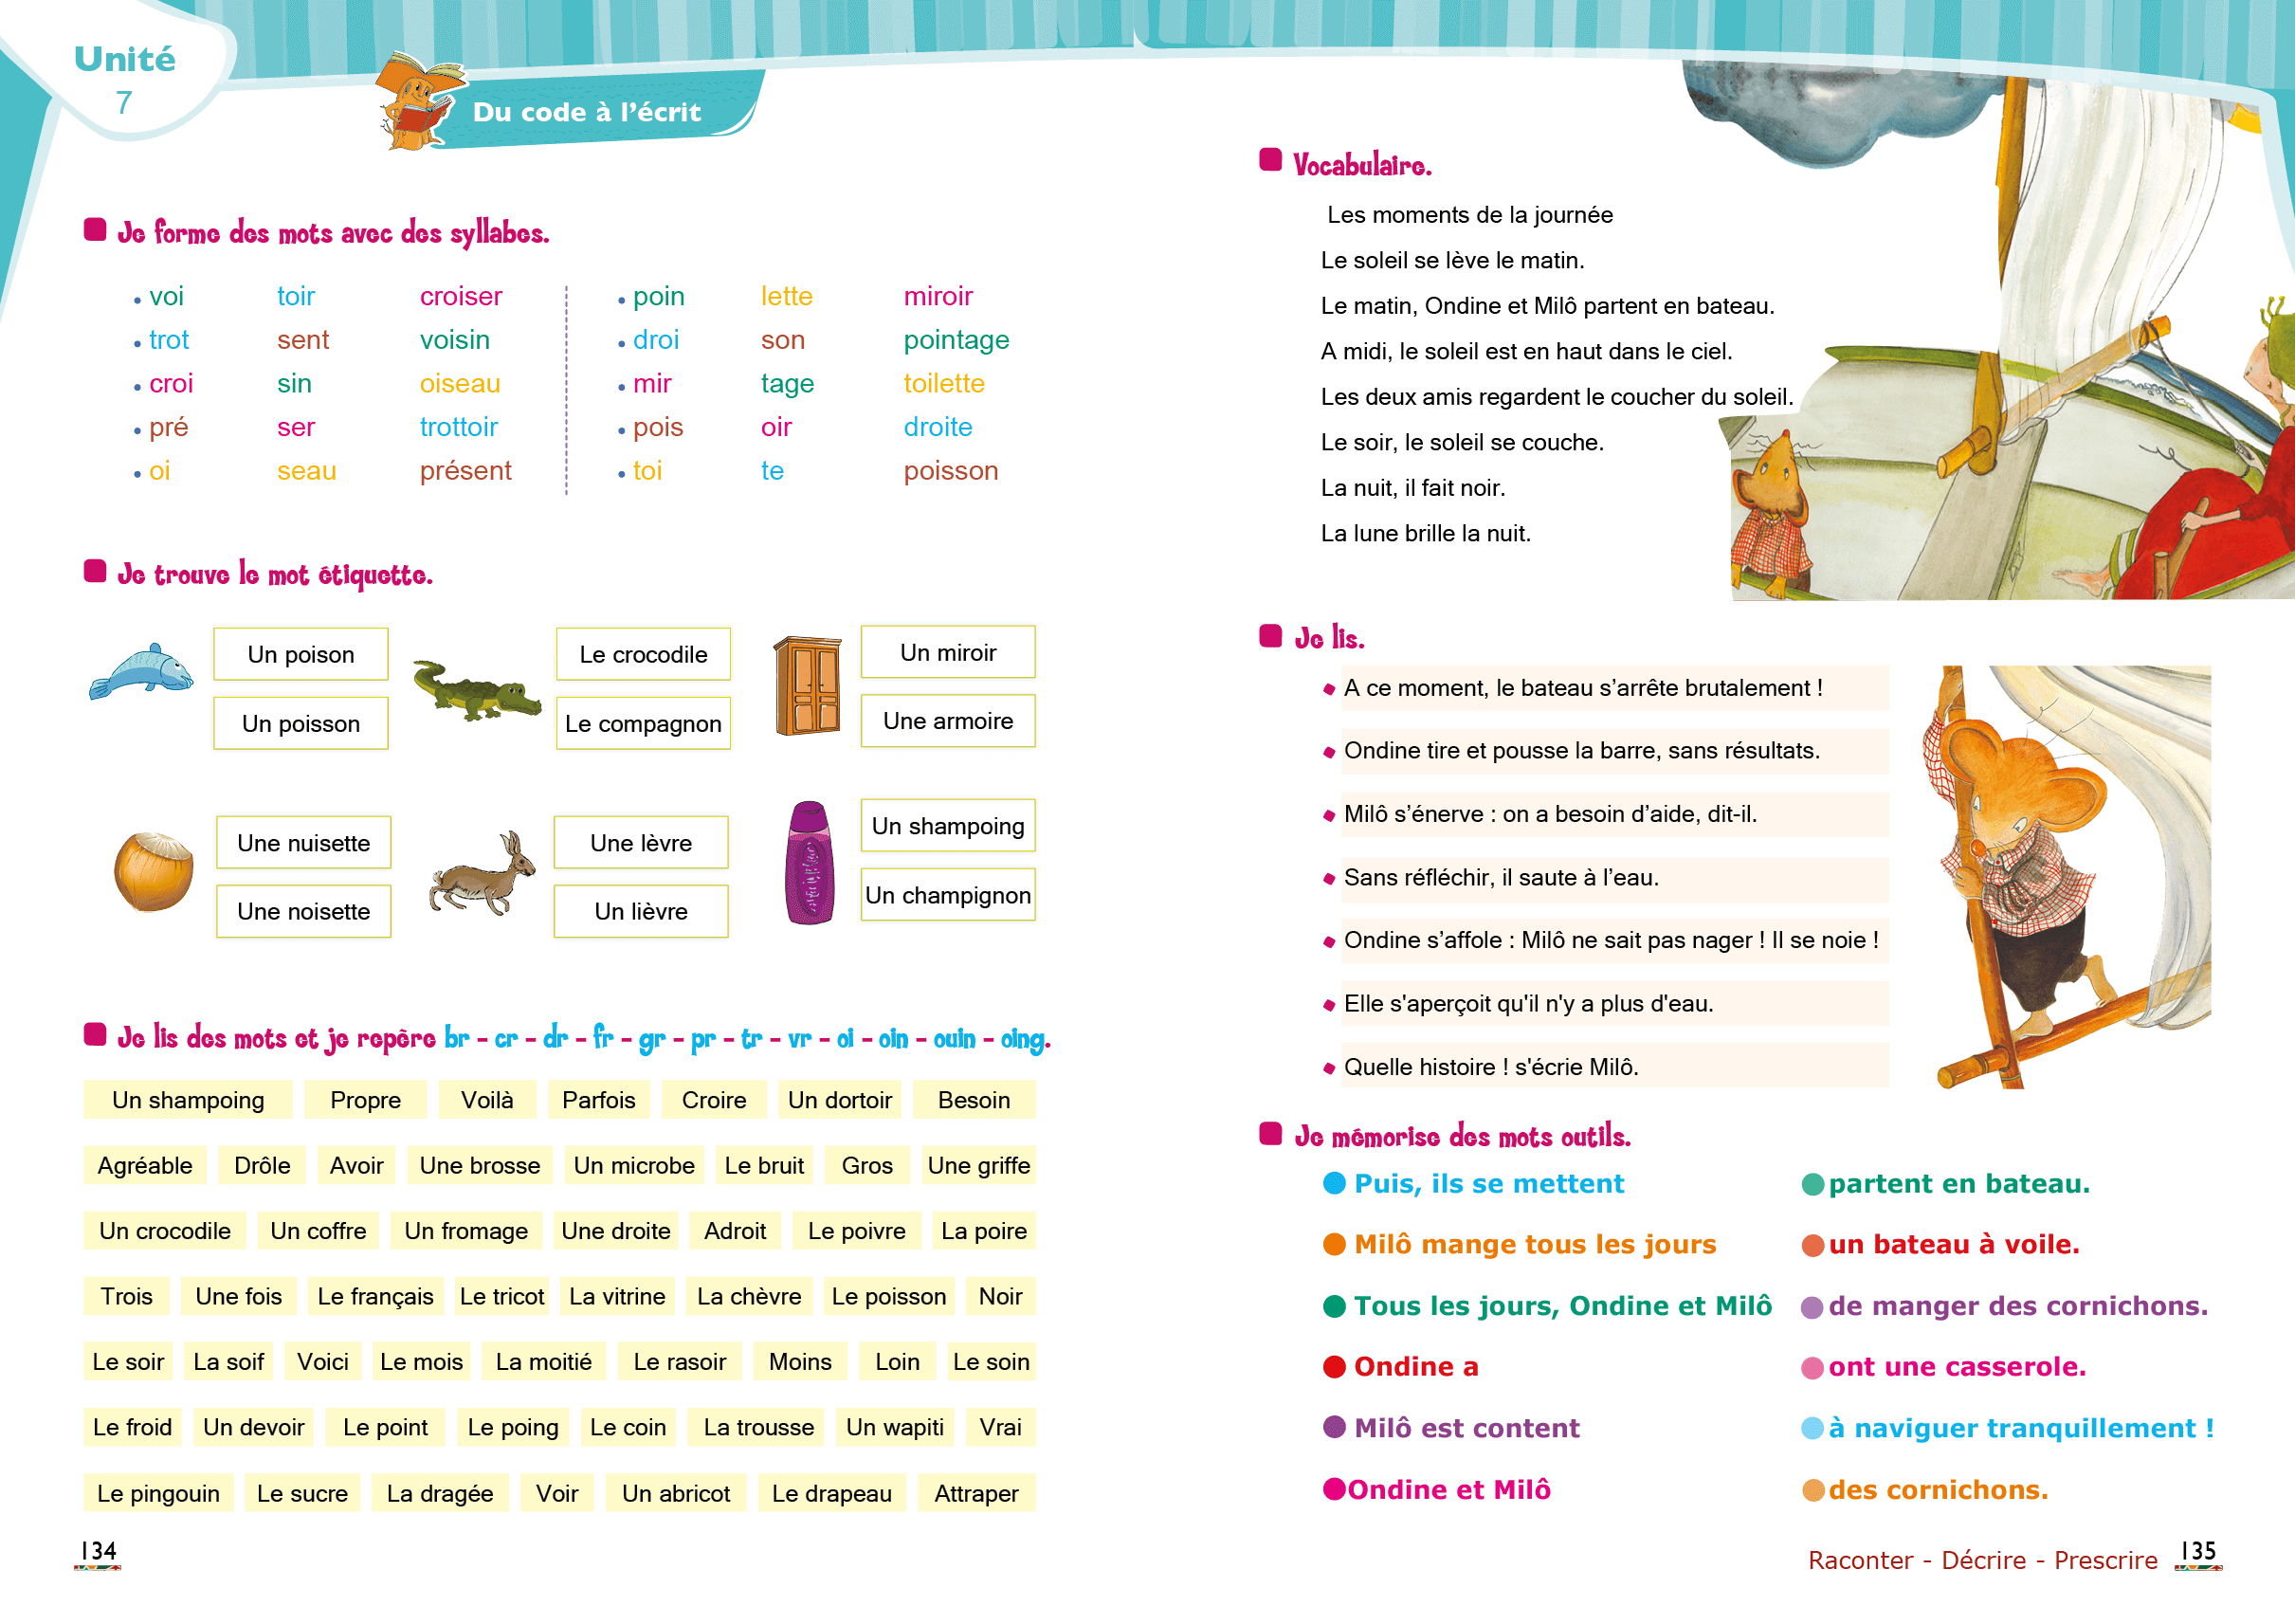 Unité
7
Du code à l’écrit
Je forme des mots avec des syllabes.
• voi toir croiser • poin lette miroir
• trot sent voisin • droi son pointage
• croi sin oiseau • mir tage toilette
• pré ser trottoir • pois oir droite
• oi seau présent • toi te poisson
Je trouve le mot étiquette.
Un poison
Un poisson
Le crocodile
Le compagnon
Un miroir
Une armoire
Une nuisette
Une noisette
Une lèvre
Un lièvre
Un shampoing
Un champignon
Je lis des mots et je repère br - cr - dr - fr - gr - pr - tr - vr - oi - oin - ouin - oing.
Un shampoing Propre Voilà Parfois Croire Un dortoir Besoin
Agréable Drôle Avoir Une brosse Un microbe Le bruit Gros Une griffe
Un crocodile Un coffre Un fromage Une droite Adroit Le poivre La poire
Trois Une fois Le français Le tricot La vitrine La chèvre Le poisson Noir
Le soir La soif Voici Le mois La moitié Le rasoir Moins Loin Le soin
Le froid Un devoir Le point Le poing Le coin La trousse Un wapiti Vrai
Le pingouin Le sucre La dragée Voir Un abricot Le drapeau Attraper
134
Vocabulaire.
Les moments de la journée
Le soleil se lève le matin.
Le matin, Ondine et Milô partent en bateau.
A midi, le soleil est en haut dans le ciel.
Les deux amis regardent le coucher du soleil.
Le soir, le soleil se couche.
La nuit, il fait noir.
La lune brille la nuit.
Je lis.
A ce moment, le bateau s’arrête brutalement !
Ondine tire et pousse la barre, sans résultats.
Milô s’énerve : on a besoin d’aide, dit-il.
Sans réfléchir, il saute à l’eau.
Ondine s’affole : Milô ne sait pas nager ! Il se noie !
Elle s'aperçoit qu'il n'y a plus d'eau.
Quelle histoire ! s'écrie Milô.
Je mémorise des mots outils.
Puis, ils se mettent partent en bateau.
Milô mange tous les jours un bateau à voile.
Tous les jours, Ondine et Milô de manger des cornichons.
Ondine a ont une casserole.
Milô est content à naviguer tranquillement !
Ondine et Milô des cornichons.
Raconter - Décrire - Prescrire 135